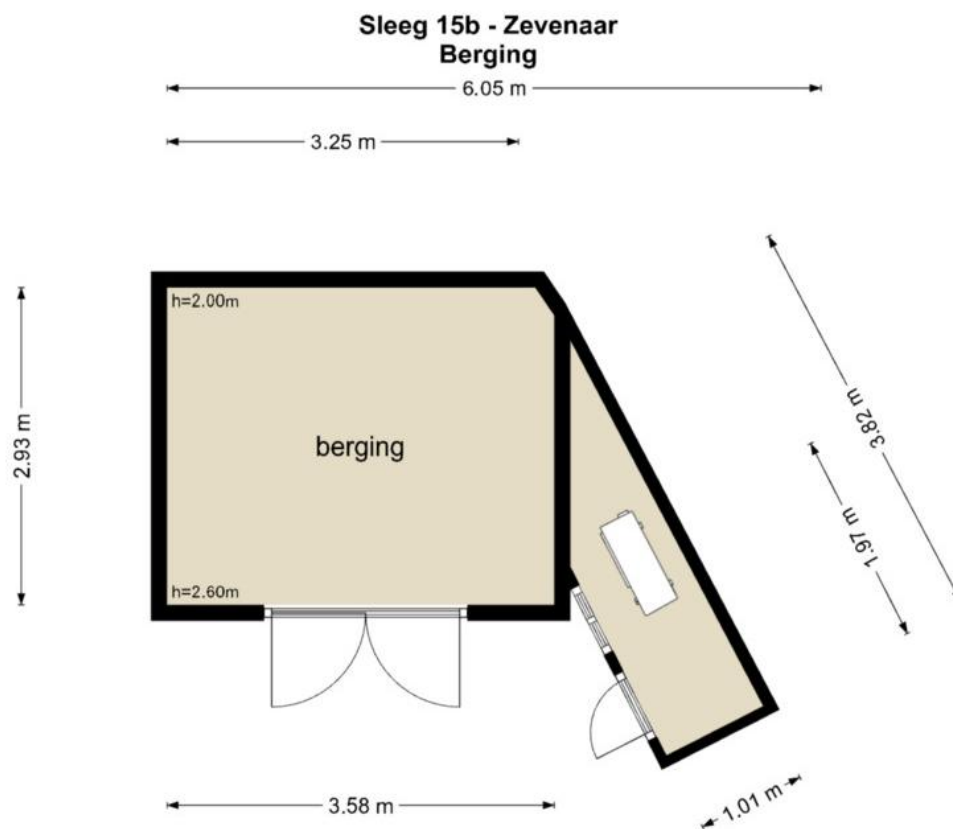 Sleeg 15b - Zevenaar
Berging
6.05 m
3.25 m
h=2.00m
2.93 m
berging
3.82 m
1.97 m
h=2.60m
3.58 m
1.01 m